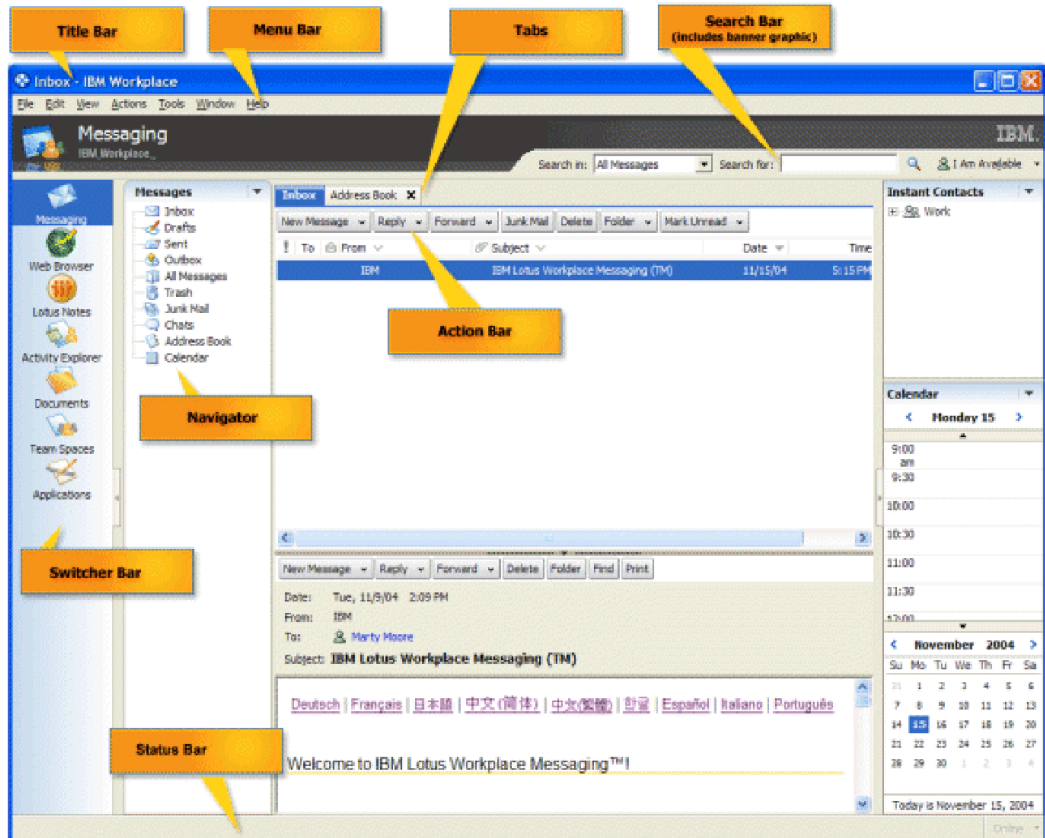 Title Bar
Menu Bar
Tabs
Search Bar
(includes banner graphic)
Inbox - IBM Workplace
File Edit View Actions Tools Window Help
Messaging
IBM Workplace_
IBM.
Search in: All Messages Search for: I Am Available
Messaging
Web Browser
Lotus Notes
Activity Explorer
Documents
Team Spaces
Applications
Switcher Bar
Messages
Inbox
Drafts
Sent
Outbox
All Messages
Trash
Junk Mail
Chats
Address Book
Calendar
Navigator
Inbox Address Book
New Message Reply Forward Junk Mail Delete Folder Mark Unread
! To From Subject Date Time
IBM IBM Lotus Workplace Messaging (TM) 11/15/04 5:15 PM
Action Bar
New Message Reply Forward Delete Folder Find Print
Date: Tue, 11/9/04 2:09 PM
From: IBM
To: Marty Moore
Subject: IBM Lotus Workplace Messaging (TM)
Deutsch | Français | 日本語 | 中文(简体) | 中文(繁體) | 한글 | Español | Italiano | Português
Welcome to IBM Lotus Workplace Messaging™!
Status Bar
Instant Contacts
Work
Calendar
Monday 15
9:00
am
9:30
10:00
10:30
11:00
11:30
12:00
November 2004
Su Mo Tu We Th Fr Sa
31 1 2 3 4 5 6
7 8 9 10 11 12 13
14 15 16 17 18 19 20
21 22 23 24 25 26 27
28 29 30 1 2 3 4
Today is November 15, 2004
Online